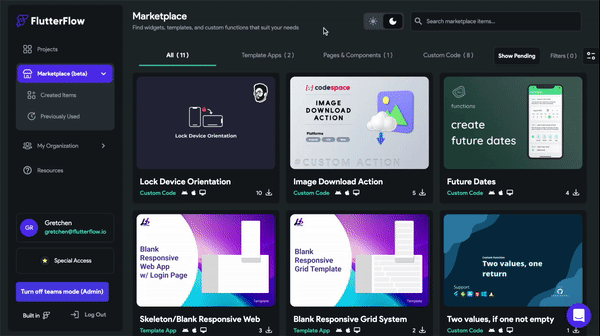 FlutterFlow
Projects
Marketplace (beta)
Created Items
Previously Used
My Organization
Resources
GR
Gretchen
gretchen@flutterflow.io
Special Access
Turn off teams mode (Admin)
Built in
Log Out
Marketplace
Find widgets, templates, and custom functions that suit your needs
Search marketplace items...
All (11)
Template Apps (2)
Pages & Components (1)
Custom Code (8)
Show Pending
Filters (0)
Lock Device Orientation
Lock Device Orientation
Custom Code
10
codespace
IMAGE
DOWNLOAD
ACTION
Platforms
#CUSTOM ACTION
Image Download Action
Custom Code
5
functions
create
future dates
Future Dates
Custom Code
4
Blank
Responsive
Web App
w/ Login Page
Template
Skeleton/Blank Responsive Web
Template App
3
Blank
Responsive
Grid Template
Template
Blank Responsive Grid System
Template App
2
Custom Function
Two values, one
return
Support:
Two values, if one not empty
Custom Code
1